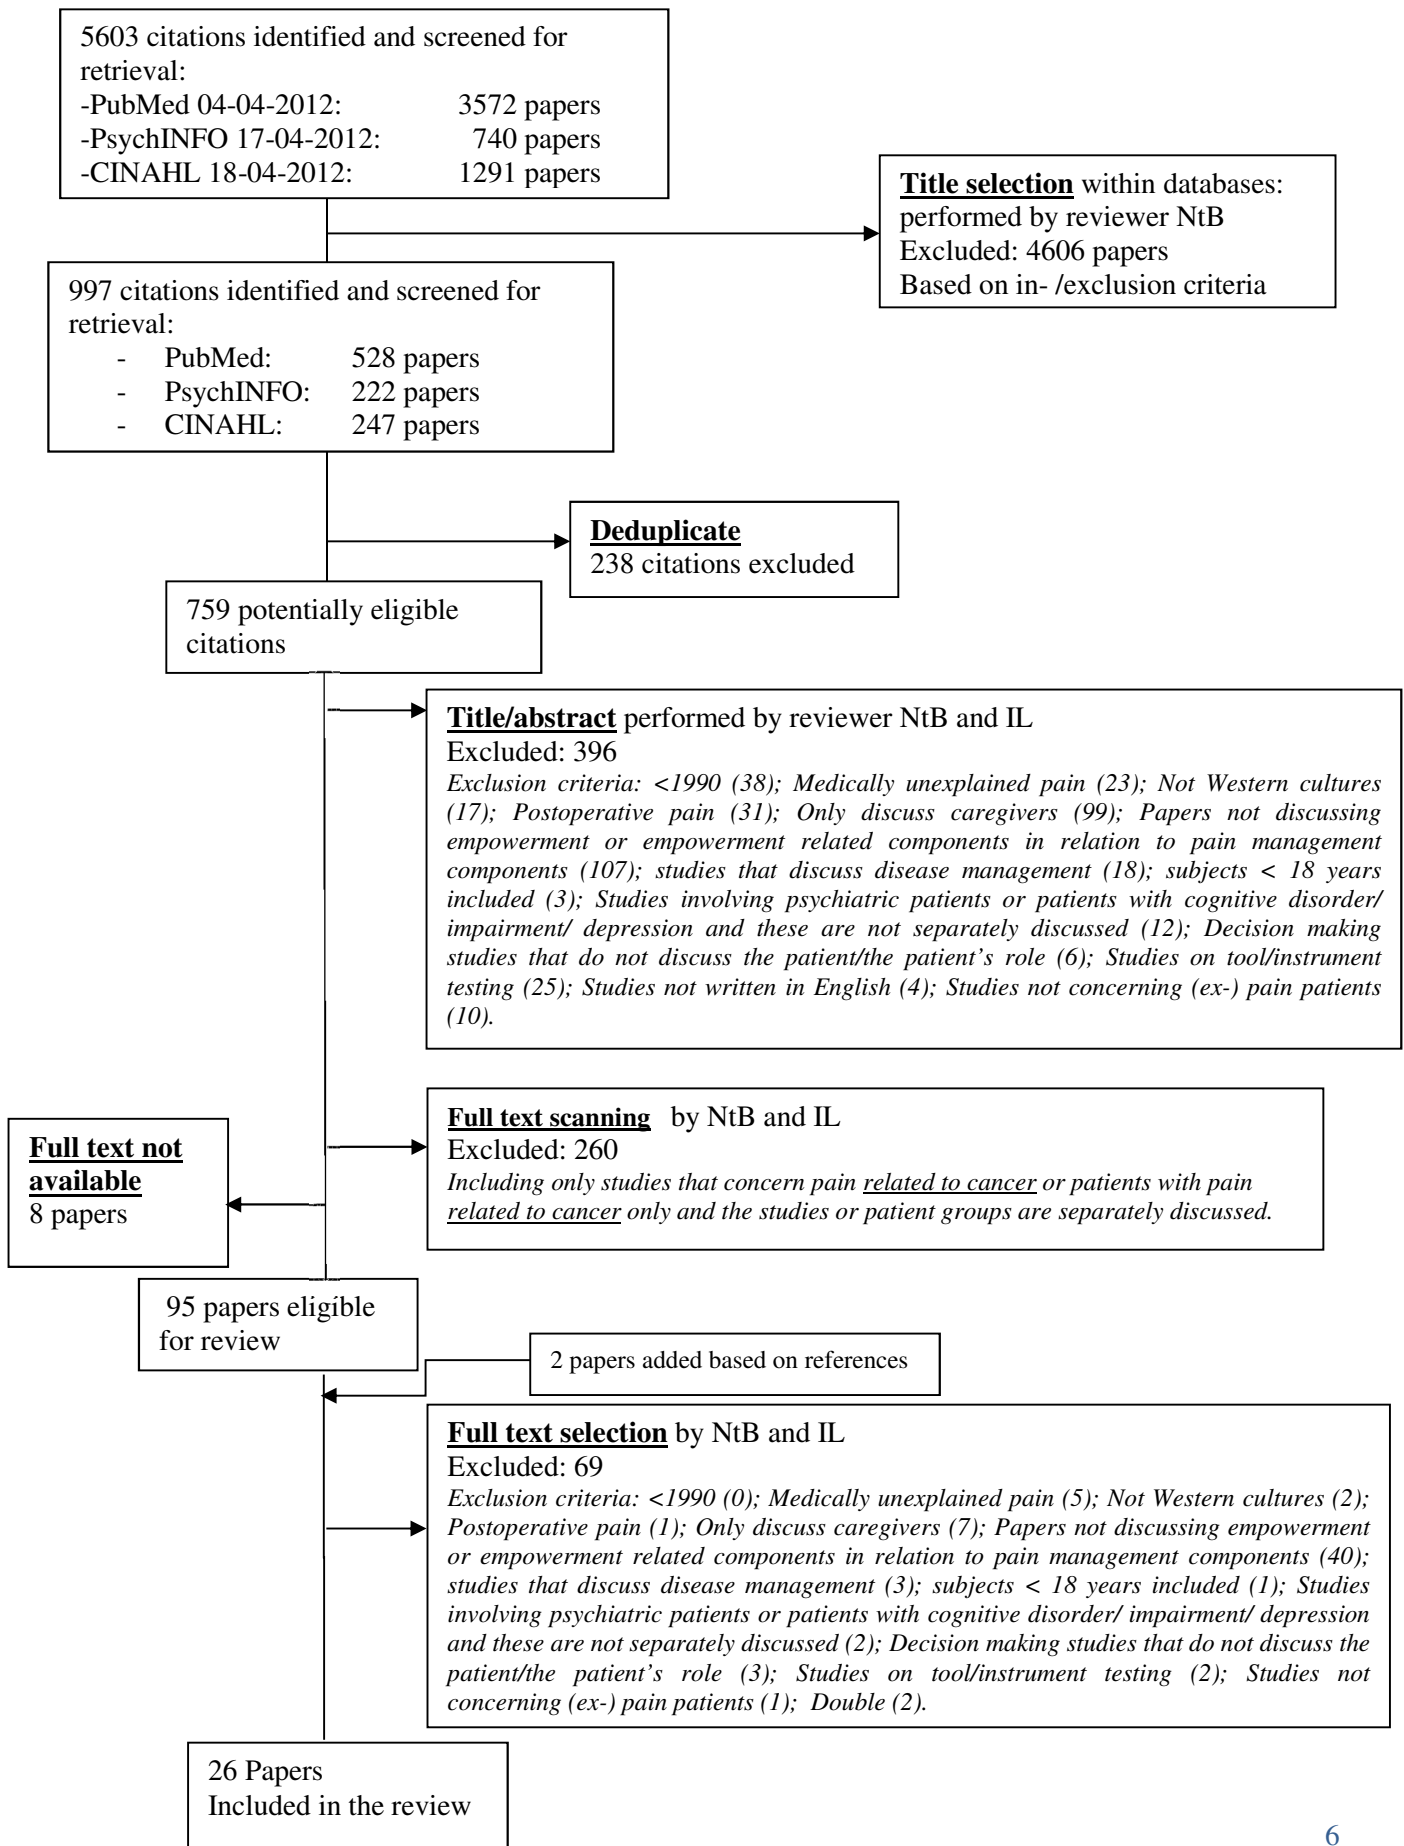 5603 citations identified and screened for
retrieval:
-PubMed 04-04-2012: 3572 papers
-PsychINFO 17-04-2012: 740 papers
-CINAHL 18-04-2012: 1291 papers
Title selection within databases:
performed by reviewer NtB
Excluded: 4606 papers
Based on in- /exclusion criteria
997 citations identified and screened for
retrieval:
- PubMed: 528 papers
- PsychINFO: 222 papers
- CINAHL: 247 papers
Deduplicate
238 citations excluded
759 potentially eligible
citations
Title/abstract performed by reviewer NtB and IL
Excluded: 396
Exclusion criteria: <1990 (38); Medically unexplained pain (23); Not Western cultures
(17); Postoperative pain (31); Only discuss caregivers (99); Papers not discussing
empowerment or empowerment related components in relation to pain management
components (107); studies that discuss disease management (18); subjects < 18 years
included (3); Studies involving psychiatric patients or patients with cognitive disorder/
impairment/ depression and these are not separately discussed (12); Decision making
studies that do not discuss the patient/the patient's role (6); Studies on tool/instrument
testing (25); Studies not written in English (4); Studies not concerning (ex-) pain patients
(10).
Full text scanning by NtB and IL
Excluded: 260
Including only studies that concern pain related to cancer or patients with pain
related to cancer only and the studies or patient groups are separately discussed.
Full text not
available
8 papers
95 papers eligible
for review
2 papers added based on references
Full text selection by NtB and IL
Excluded: 69
Exclusion criteria: <1990 (0); Medically unexplained pain (5); Not Western cultures (2);
Postoperative pain (1); Only discuss caregivers (7); Papers not discussing empowerment
or empowerment related components in relation to pain management components (40);
studies that discuss disease management (3); subjects < 18 years included (1); Studies
involving psychiatric patients or patients with cognitive disorder/ impairment/ depression
and these are not separately discussed (2); Decision making studies that do not discuss the
patient/the patient's role (3); Studies on tool/instrument testing (2); Studies not
concerning (ex-) pain patients (1); Double (2).
26 Papers
Included in the review
6